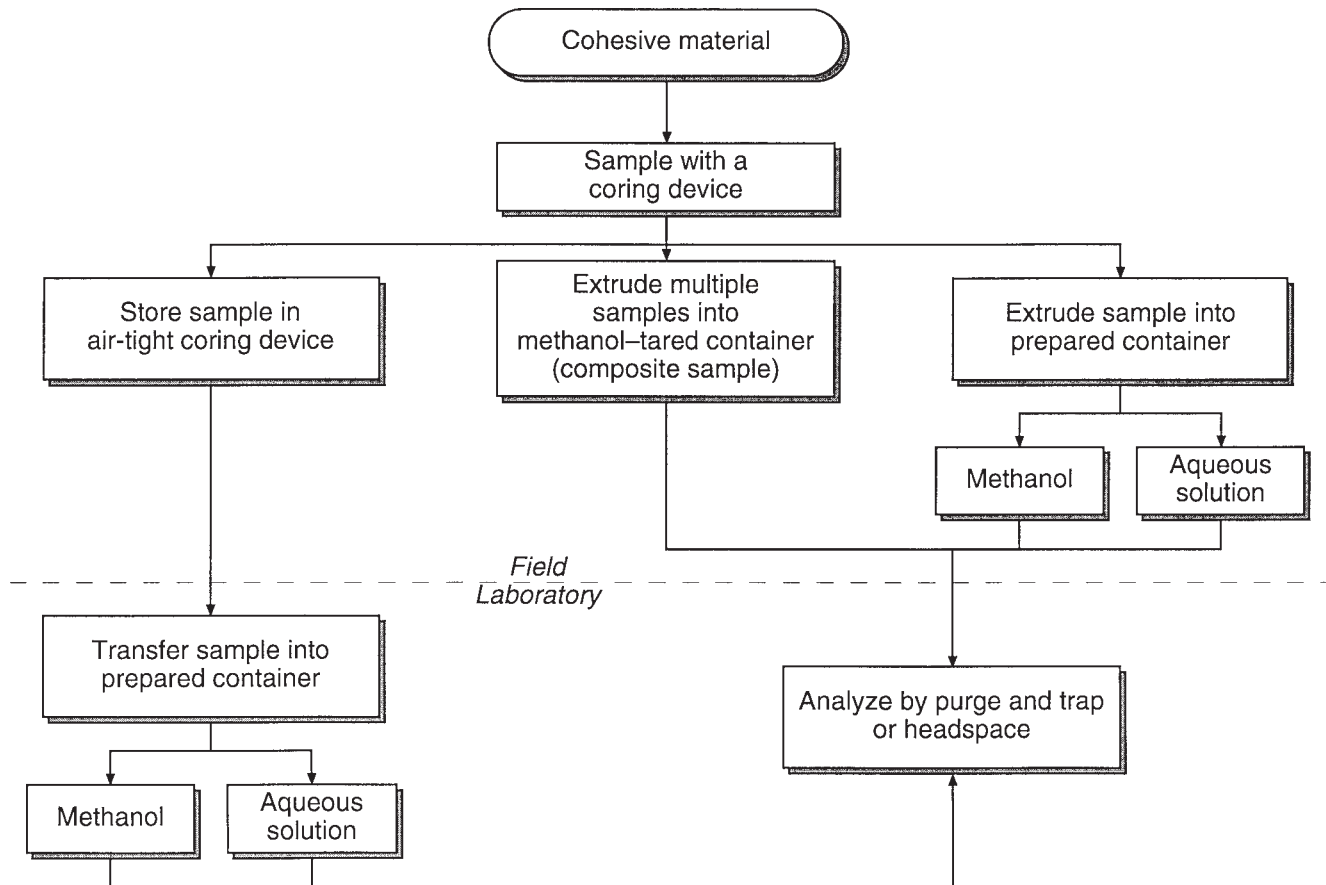 Cohesive material
Sample with a
coring device
Store sample in
air-tight coring device
Extrude multiple
samples into
methanol–tared container
(composite sample)
Extrude sample into
prepared container
Methanol
Aqueous
solution
Field
Laboratory
Transfer sample into
prepared container
Analyze by purge and trap
or headspace
Methanol
Aqueous
solution